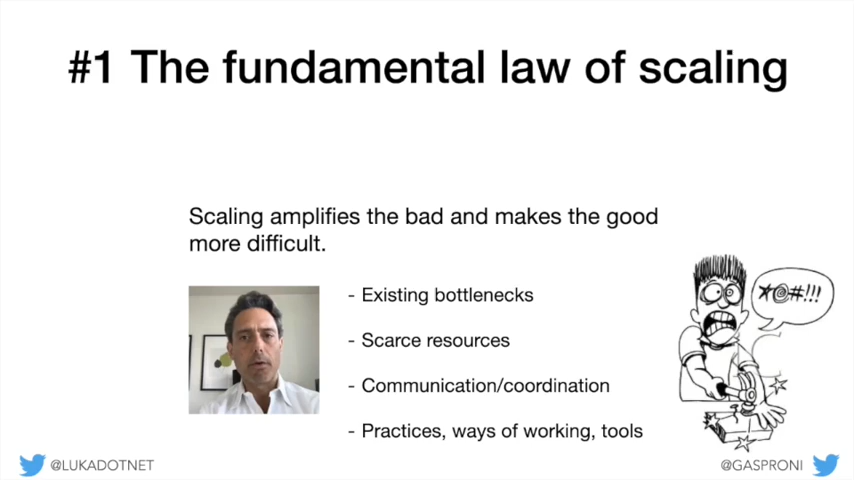 #1 The fundamental law of scaling
Scaling amplifies the bad and makes the good
more difficult.
- Existing bottlenecks
- Scarce resources
- Communication/coordination
- Practices, ways of working, tools
*@#!!!
@LUKADOTNET
@GASPRONI